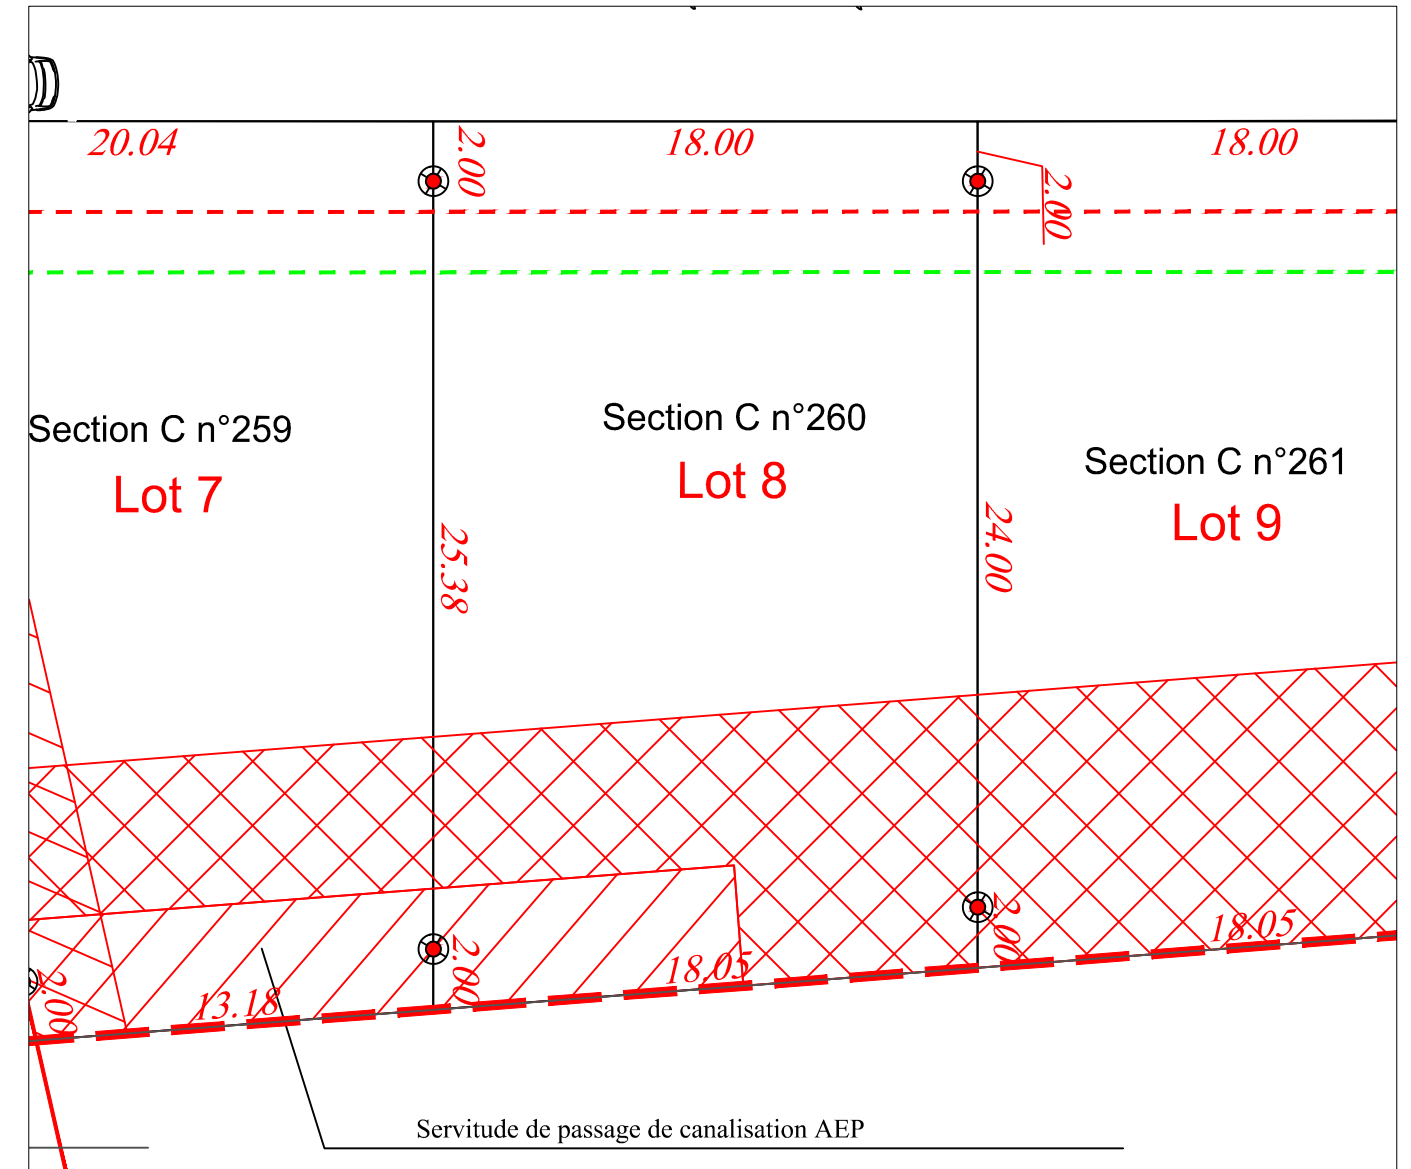 20.04
2.00
18.00
2.00
18.00
Section C n°259
Lot 7
Section C n°260
Lot 8
Section C n°261
Lot 9
25.38
24.00
2.00
13.18
2.00
18.05
2.00
18.05
Servitude de passage de canalisation AEP